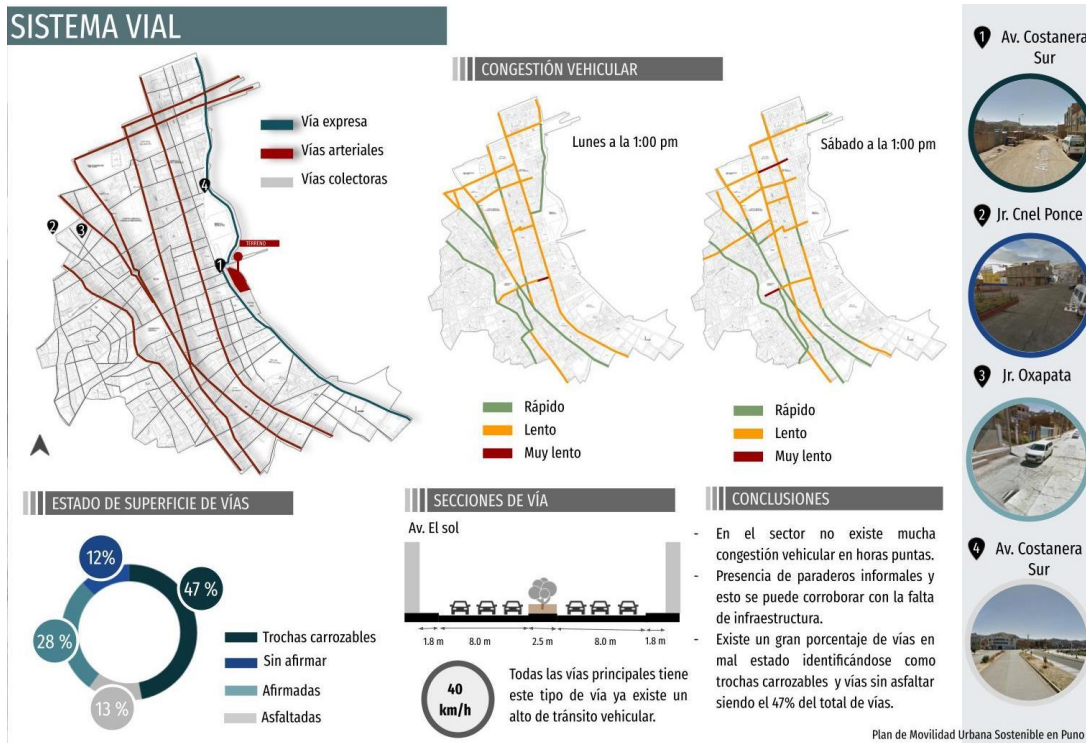 SISTEMA VIAL
Vía expresa
Vías arteriales
Vías colectoras
4
2
3
1
TERRENO
CONGESTIÓN VEHICULAR
Lunes a la 1:00 pm
Sábado a la 1:00 pm
Rápido
Lento
Muy lento
Rápido
Lento
Muy lento
ESTADO DE SUPERFICIE DE VÍAS
12%
47 %
28 %
13 %
Trochas carrozables
Sin afirmar
Afirmadas
Asfaltadas
SECCIONES DE VÍA
Av. El sol
1.8 m 8.0 m 2.5 m 8.0 m 1.8 m
40
km/h
Todas las vías principales tiene
este tipo de vía ya existe un
alto de tránsito vehicular.
CONCLUSIONES
- En el sector no existe mucha
congestión vehicular en horas puntas.
- Presencia de paraderos informales y
esto se puede corroborar con la falta
de infraestructura.
- Existe un gran porcentaje de vías en
mal estado identificándose como
trochas carrozables y vías sin asfaltar
siendo el 47% del total de vías.
1 Av. Costanera
Sur
2 Jr. Cnel Ponce
3 Jr. Oxapata
4 Av. Costanera
Sur
Plan de Movilidad Urbana Sostenible en Puno